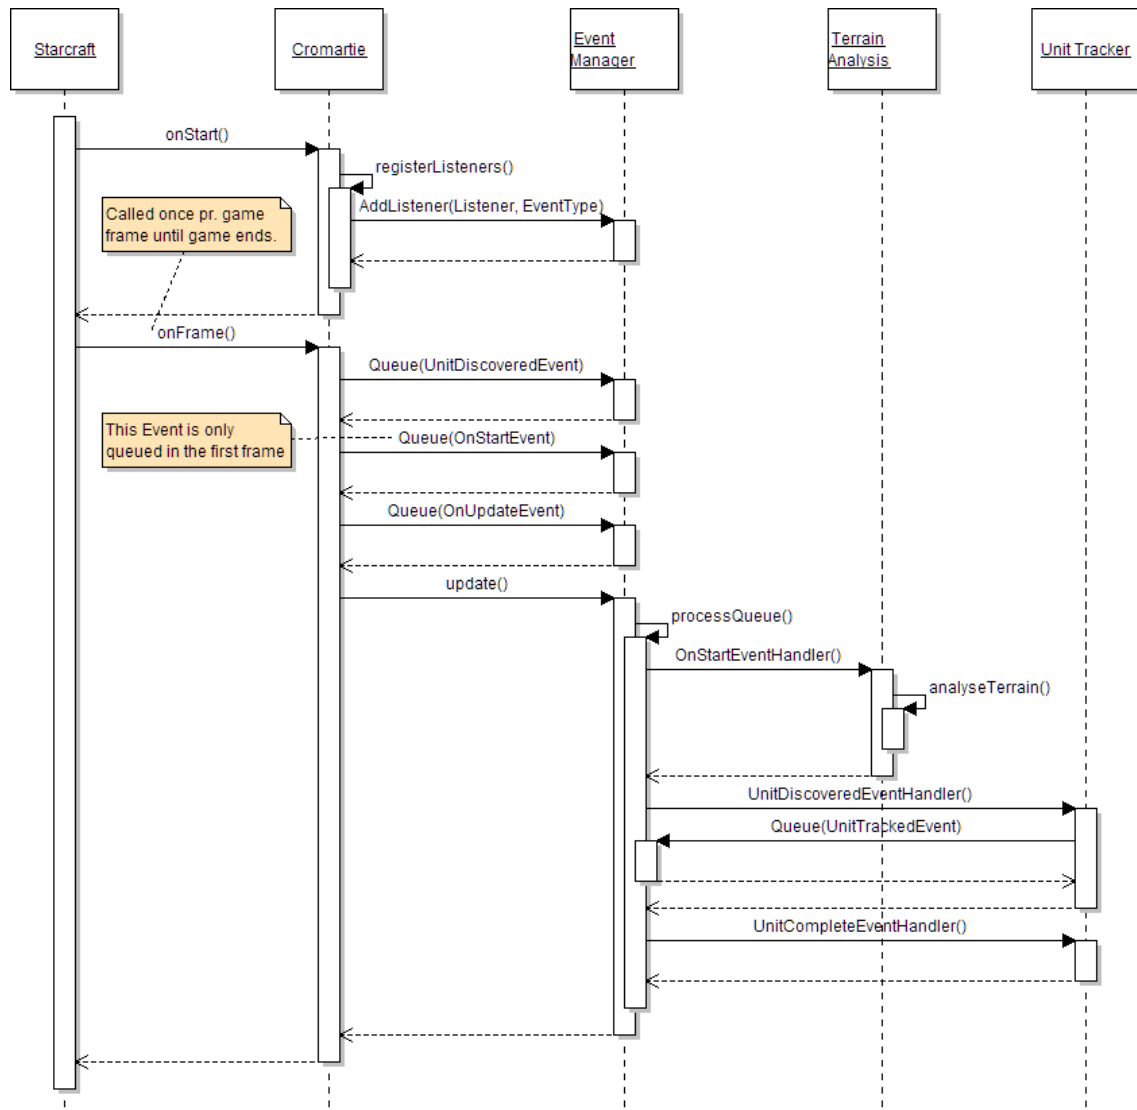 Starcraft
Cromartie
Event
Manager
Terrain
Analysis
Unit Tracker
onStart()
registerListeners()
AddListener(Listener, EventType)
Called once pr. game
frame until game ends.
onFrame()
Queue(UnitDiscoveredEvent)
This Event is only
queued in the first frame
Queue(OnStartEvent)
Queue(OnUpdateEvent)
update()
processQueue()
OnStartEventHandler()
analyseTerrain()
UnitDiscoveredEventHandler()
Queue(UnitTrackedEvent)
UnitCompleteEventHandler()